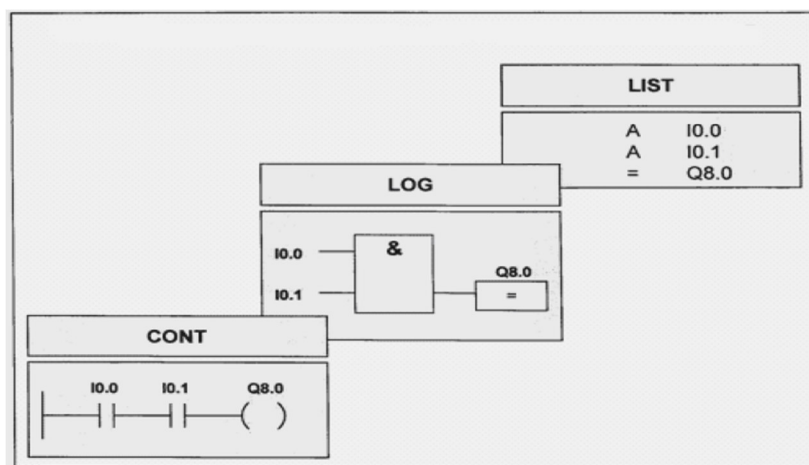 LIST
A I0.0
A I0.1
= Q8.0
LOG
&
I0.0
Q8.0
I0.1
=
CONT
I0.0 I0.1 Q8.0
( )